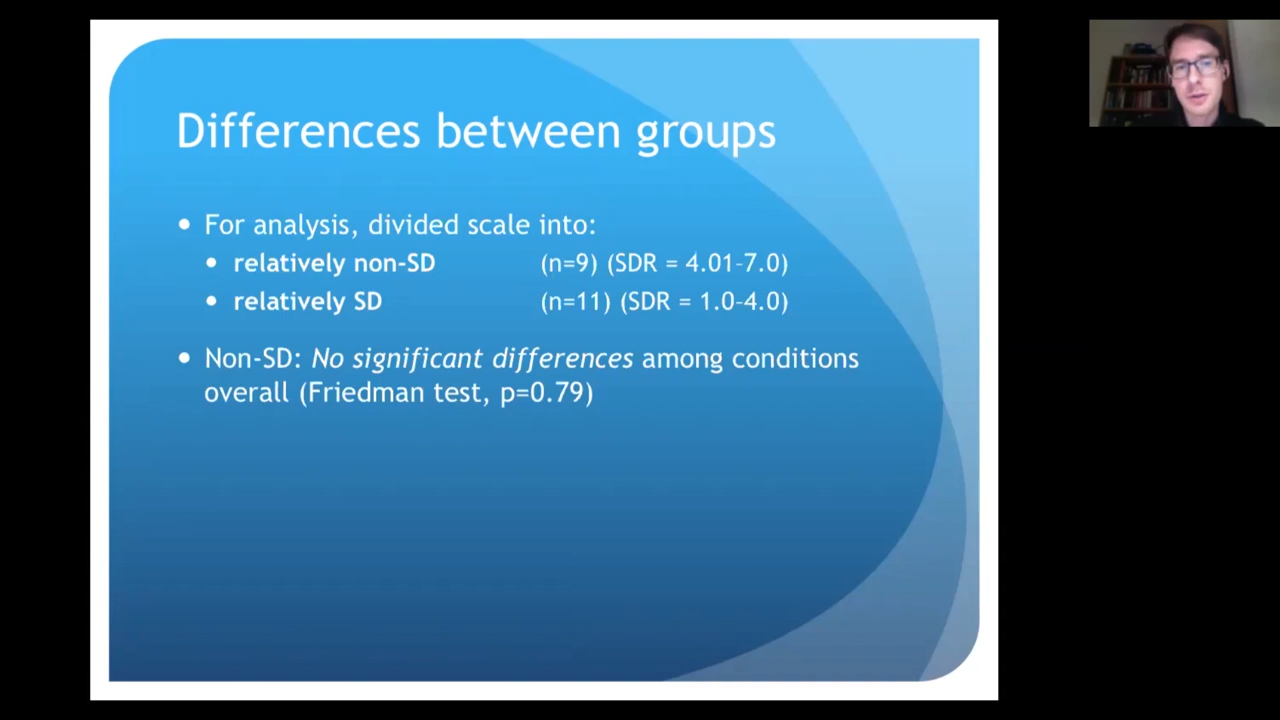 Differences between groups
• For analysis, divided scale into:
• relatively non-SD (n=9) (SDR = 4.01–7.0)
• relatively SD (n=11) (SDR = 1.0–4.0)
• Non-SD: No significant differences among conditions
overall (Friedman test, p=0.79)